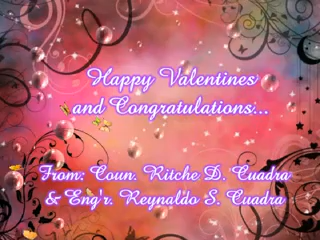 Happy Valentines
and Congratulations...
From: Coun. Ritche D. Cuadra
& Eng'r. Reynaldo S. Cuadra